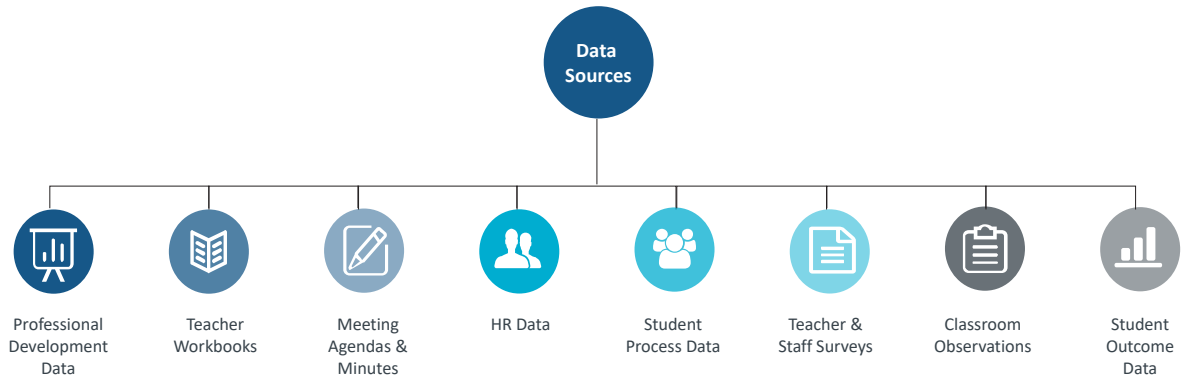 Data
Sources
Professional
Development
Data
Teacher
Workbooks
Meeting
Agendas &
Minutes
HR Data
Student
Process Data
Teacher &
Staff Surveys
Classroom
Observations
Student
Outcome
Data